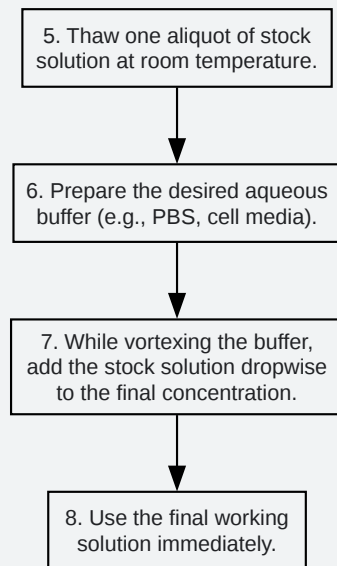 5. Thaw one aliquot of stock
solution at room temperature.
6. Prepare the desired aqueous
buffer (e.g., PBS, cell media).
7. While vortexing the buffer,
add the stock solution dropwise
to the final concentration.
8. Use the final working
solution immediately.